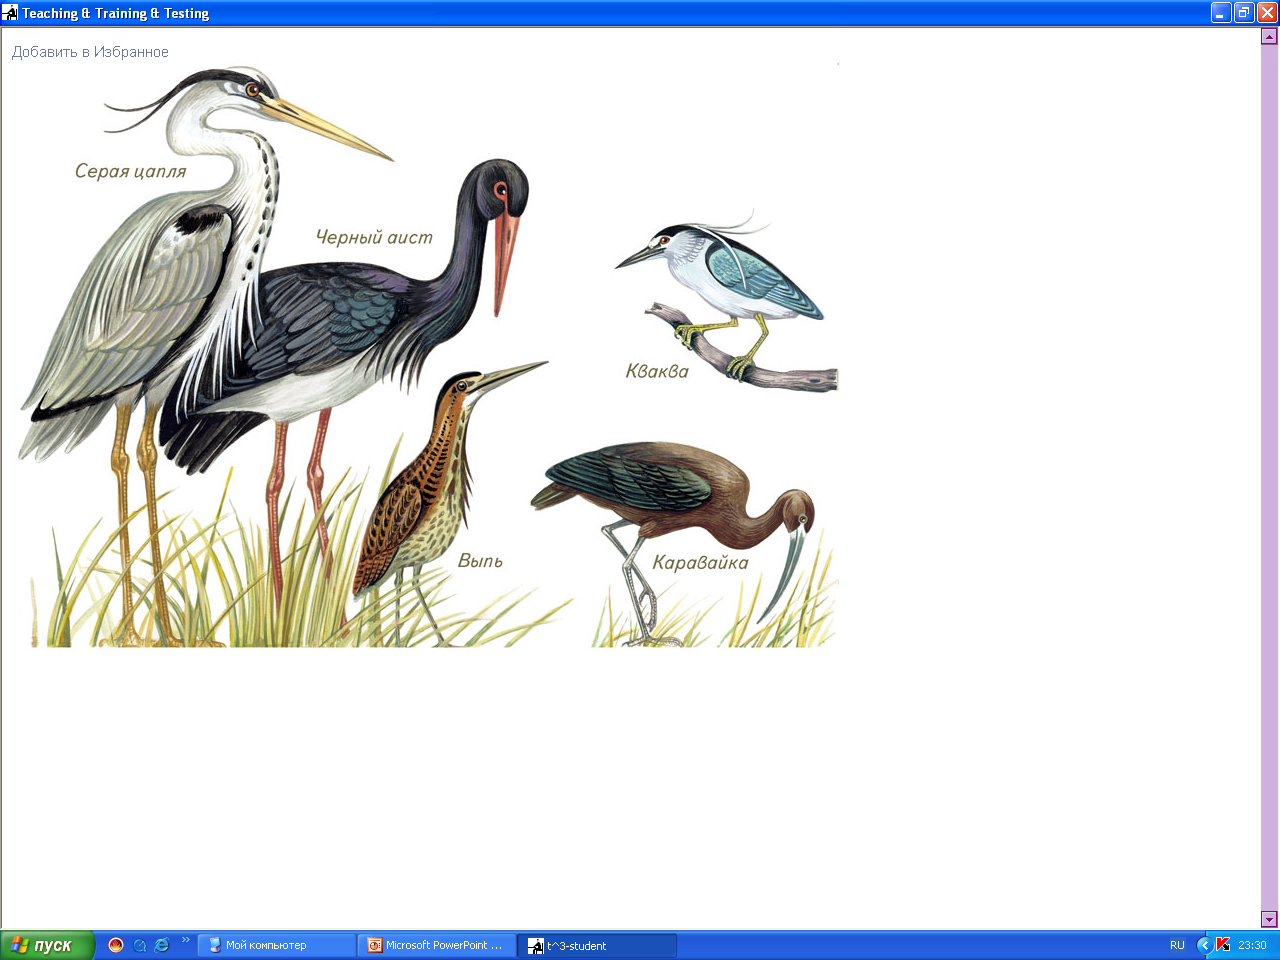 Teaching & Training & Testing
Добавить в Избранное
Серая цапля
Черный аист
Кваква
Выпь
Каравайка
пуск
»
Мой компьютер
Microsoft PowerPoint ...
t^3-student
RU
23:30